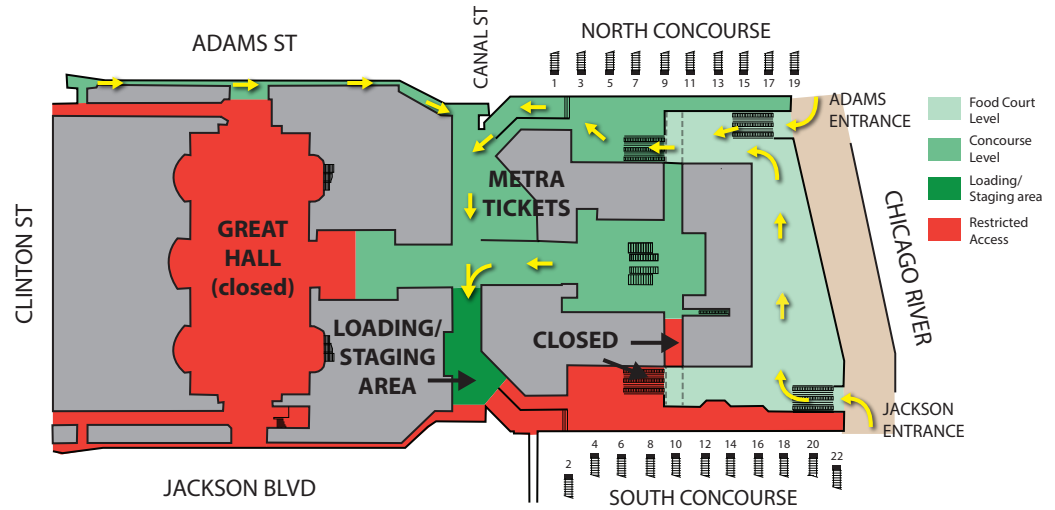 ADAMS ST
CANAL ST
NORTH CONCOURSE
1 3 5 7 9 11 13 15 17 19
ADAMS
ENTRANCE
Food Court
Level
Concourse
Level
Loading/
Staging area
Restricted
Access
METRA
TICKETS
CLINTON ST
GREAT
HALL
(closed)
CHICAGO RIVER
LOADING/
STAGING
AREA
CLOSED
JACKSON
ENTRANCE
2 4 6 8 10 12 14 16 18 20 22
JACKSON BLVD
SOUTH CONCOURSE